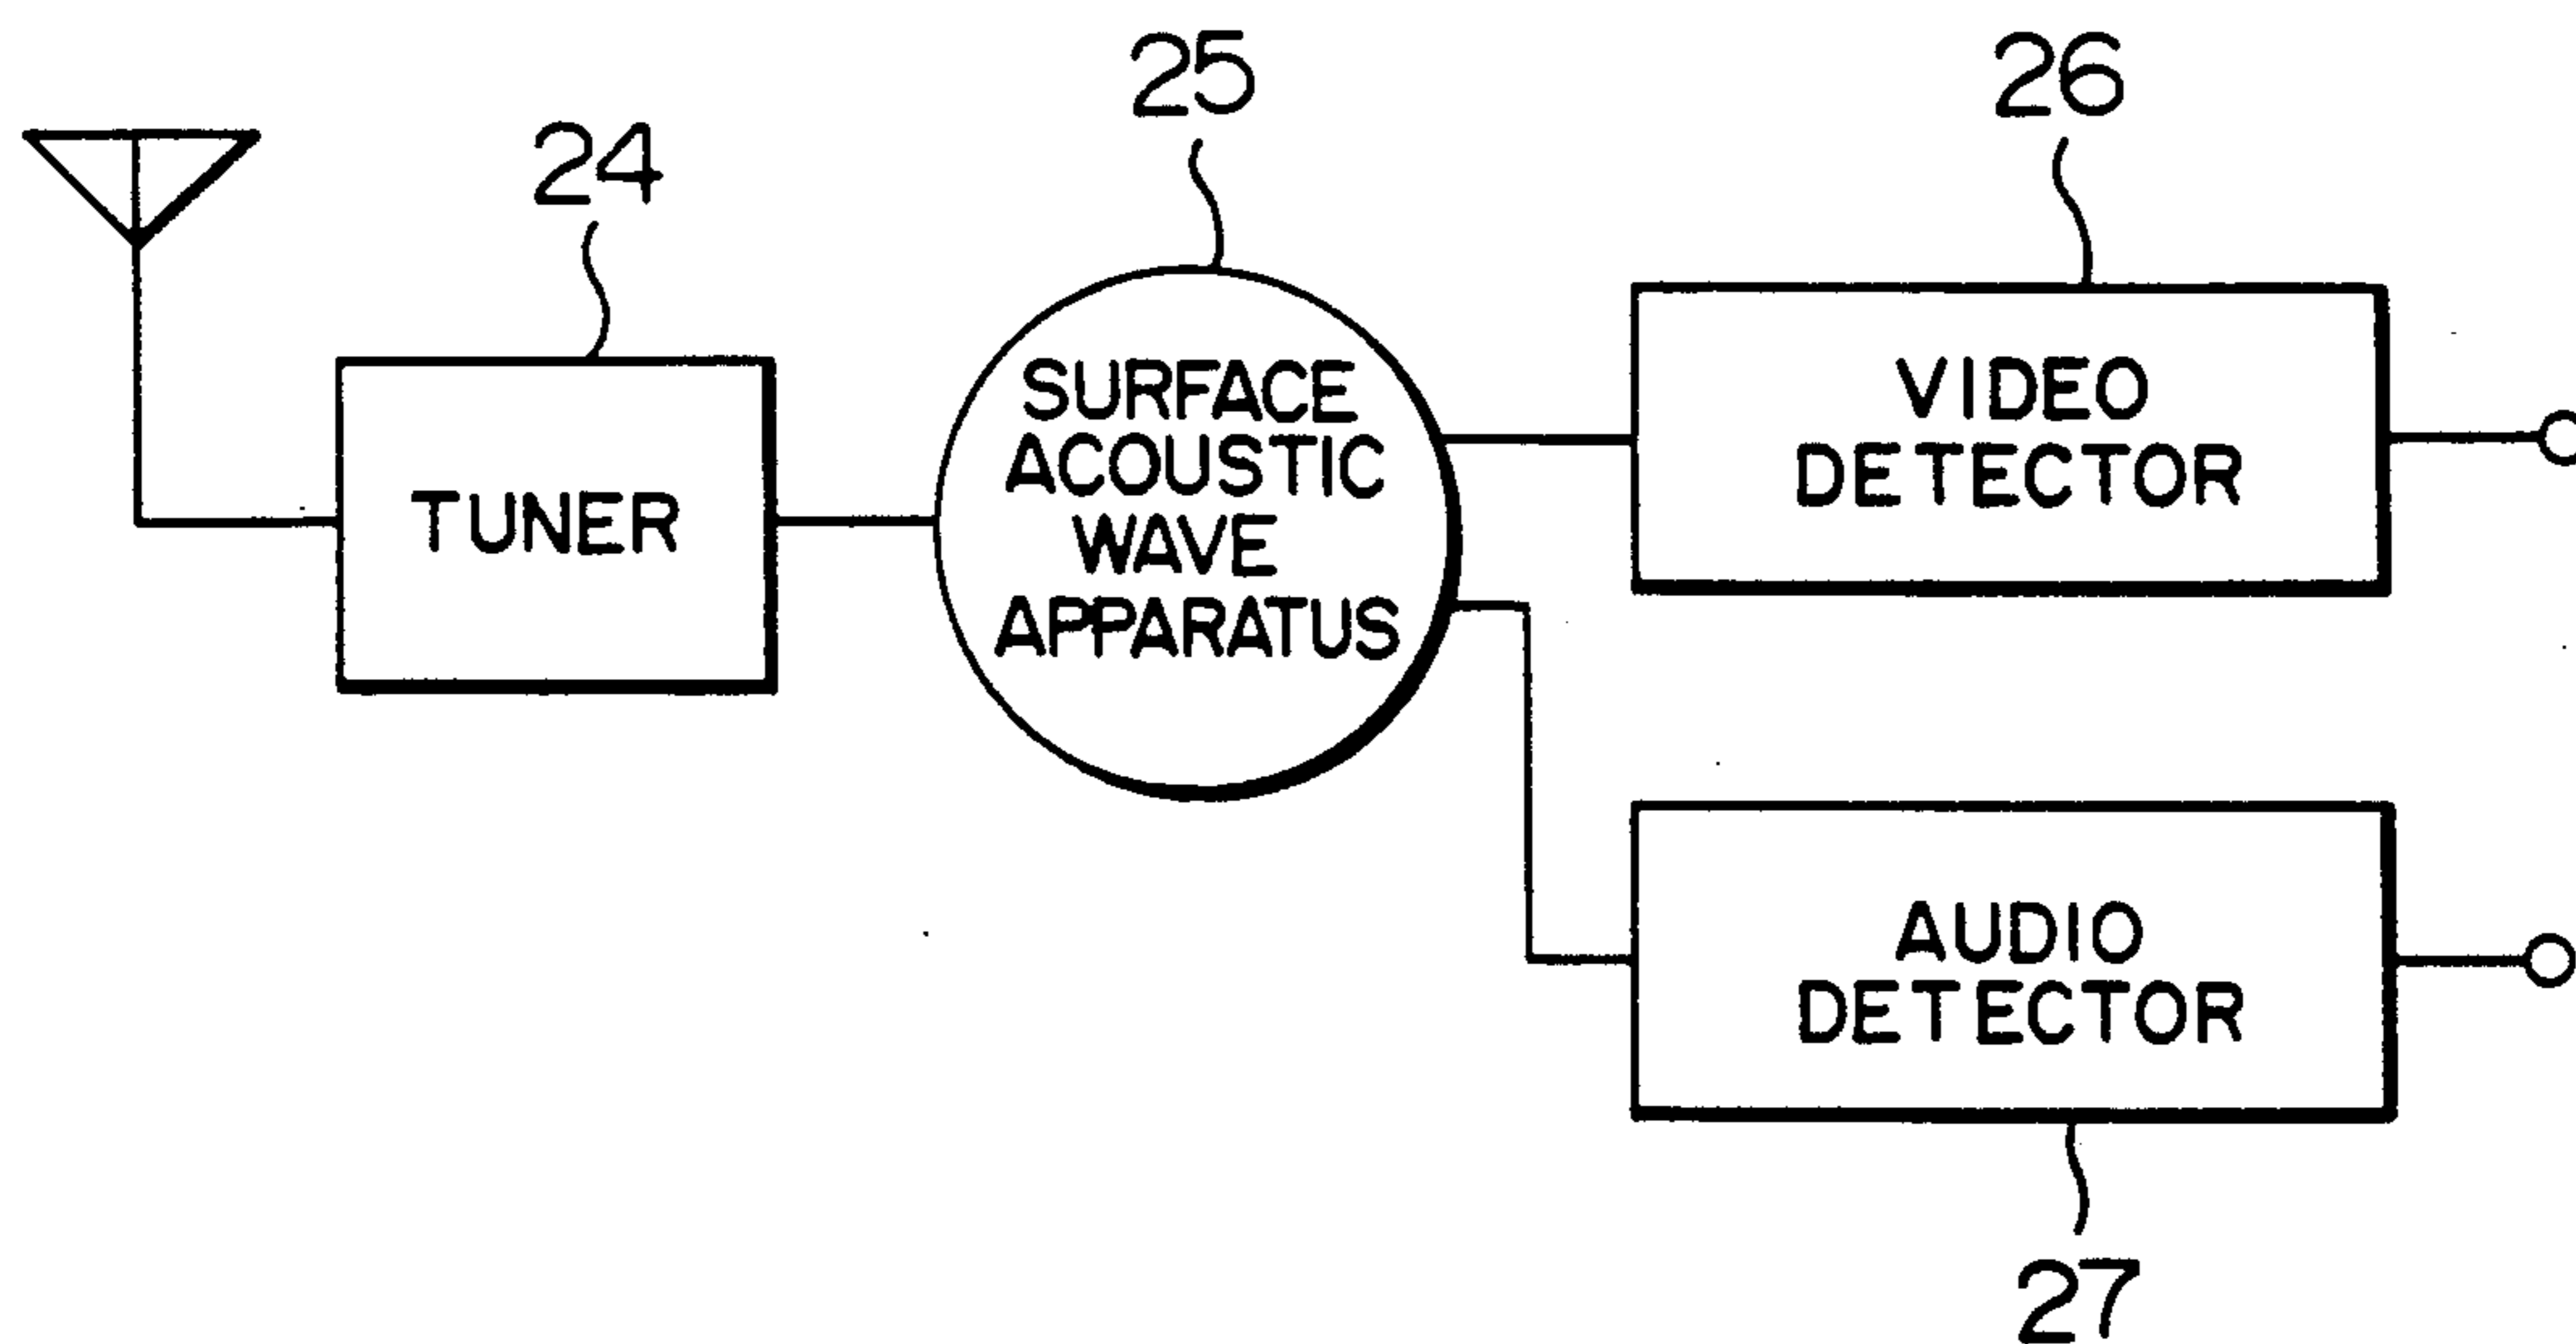 24
TUNER
25
SURFACE
ACOUSTIC
WAVE
APPARATUS
26
VIDEO
DETECTOR
AUDIO
DETECTOR
27